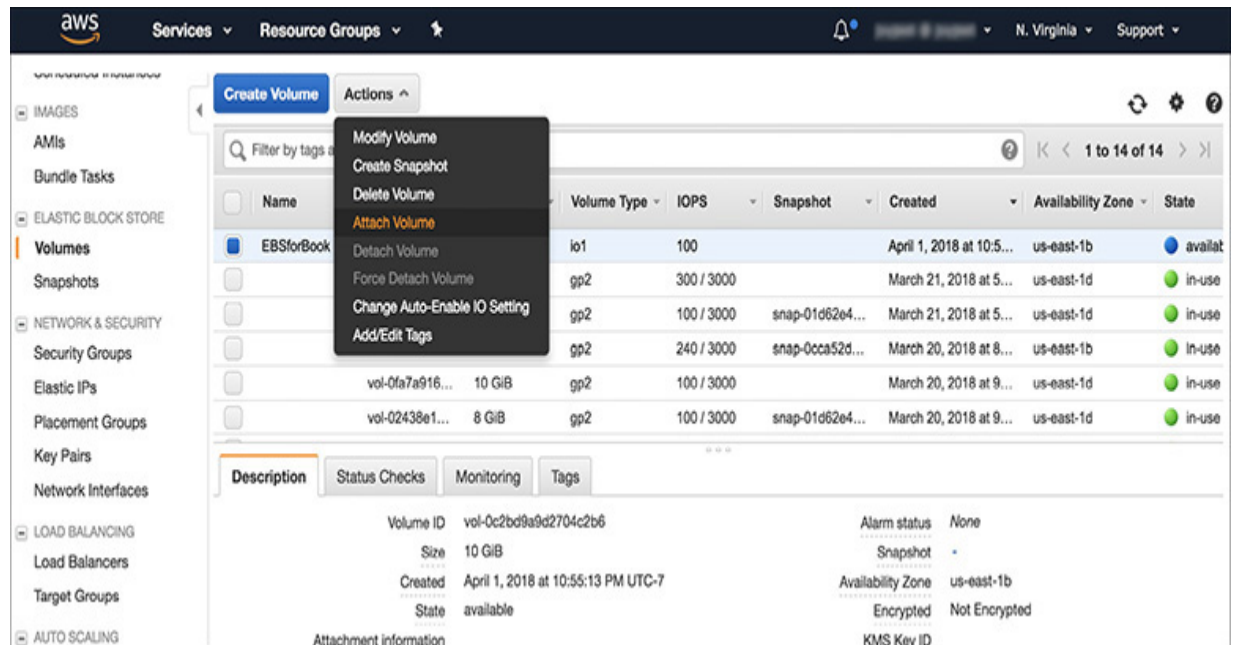 aws Services Resource Groups N. Virginia Support
Create Volume Actions
IMAGES
AMIs
Bundle Tasks
ELASTIC BLOCK STORE
Volumes
Snapshots
NETWORK & SECURITY
Security Groups
Elastic IPs
Placement Groups
Key Pairs
Network Interfaces
LOAD BALANCING
Load Balancers
Target Groups
AUTO SCALING
Modify Volume
Create Snapshot
Delete Volume
Attach Volume
Detach Volume
Force Detach Volume
Change Auto-Enable IO Setting
Add/Edit Tags
Filter by tags a
1 to 14 of 14
Name Volume Type IOPS Snapshot Created Availability Zone State
EBSforBook io1 100 April 1, 2018 at 10:5... us-east-1b availab
gp2 300 / 3000 March 21, 2018 at 5... us-east-1d in-use
gp2 100 / 3000 snap-01d62e4... March 21, 2018 at 5... us-east-1d in-use
gp2 240 / 3000 snap-0cca52d... March 20, 2018 at 8... us-east-1b in-use
vol-0fa7a916... 10 GiB gp2 100 / 3000 March 20, 2018 at 9... us-east-1d in-use
vol-02438e1... 8 GiB gp2 100 / 3000 snap-01d62e4... March 20, 2018 at 9... us-east-1d in-use
Description Status Checks Monitoring Tags
Volume ID vol-0c2bd9a9d2704c2b6 Alarm status None
Size 10 GiB Snapshot -
Created April 1, 2018 at 10:55:13 PM UTC-7 Availability Zone us-east-1b
State available Encrypted Not Encrypted
Attachment information KMS Key ID